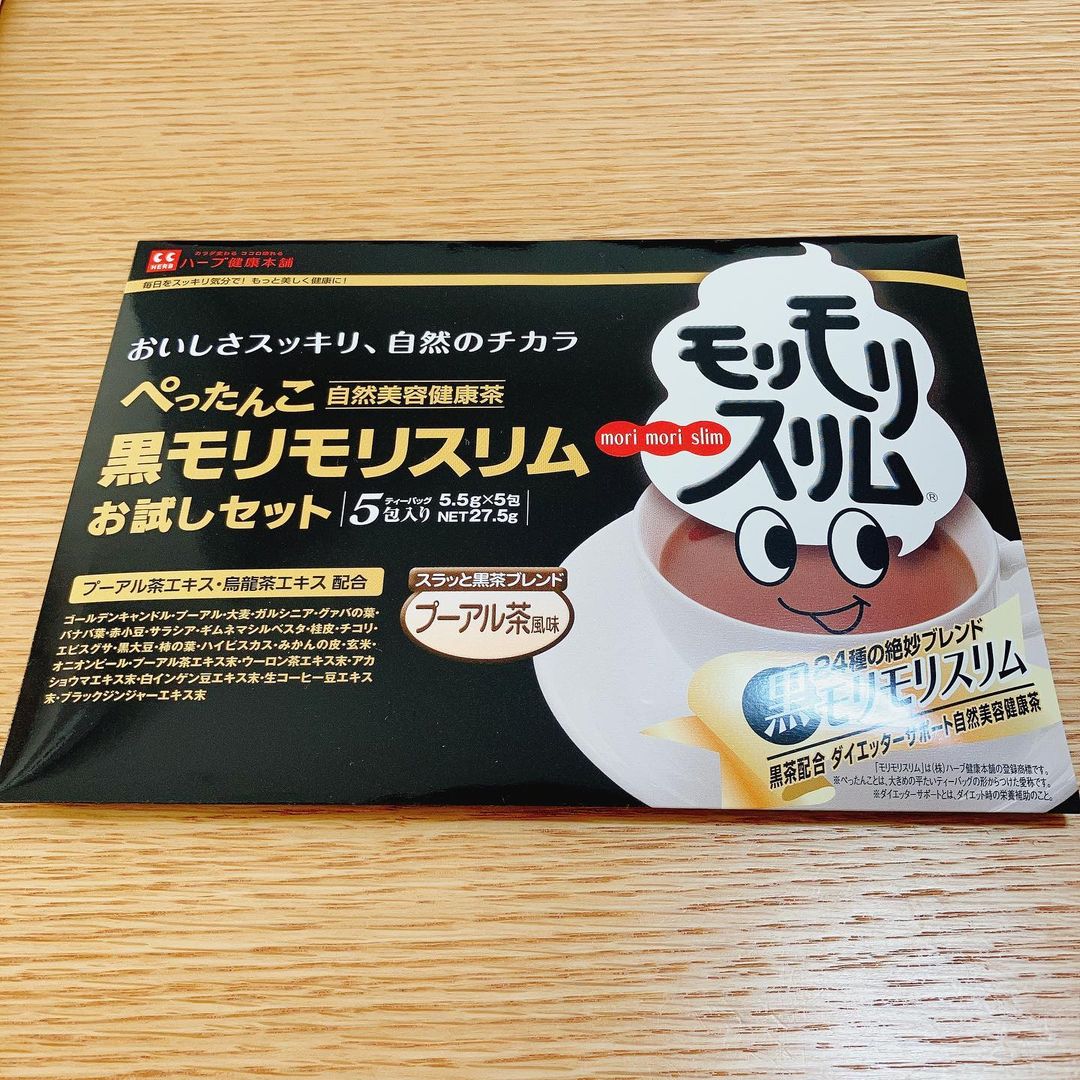 CC
HERB
カラダ変わる ココロ晴れる
ハーブ健康本舗
毎日をスッキリ気分で! もっと美しく健康に!
おいしさスッキリ、自然のチカラ
ぺったんこ 自然美容健康茶
黒モリモリスリム
お試しセット
ティーバッグ
5包入り
5.5g×5包
NET27.5g
プーアル茶エキス・烏龍茶エキス 配合
ゴールデンキャンドル・プーアル・大麦・ガルシニア・グァバの葉・
バナバ葉・赤小豆・サラシア・ギムネマシルベスタ・桂皮・チコリ・
エビスグサ・黒大豆・柿の葉・ハイビスカス・みかんの皮・玄米・
オニオンピール・プーアル茶エキス末・ウーロン茶エキス末・アカ
ショウマエキス末・白インゲン豆エキス末・生コーヒー豆エキス
末・ブラックジンジャーエキス末
スラッと黒茶ブレンド
プーアル茶風味
モリモリ
スリム®
mori mori slim
24種の絶妙ブレンド
黒モリモリスリム
黒茶配合 ダイエッターサポート自然美容健康茶
「モリモリスリム」は(株)ハーブ健康本舗の登録商標です。
※ぺったんことは、大きめの平たいティーバッグの形からつけた愛称です。
※ダイエッターサポートとは、ダイエット時の栄養補助のこと。